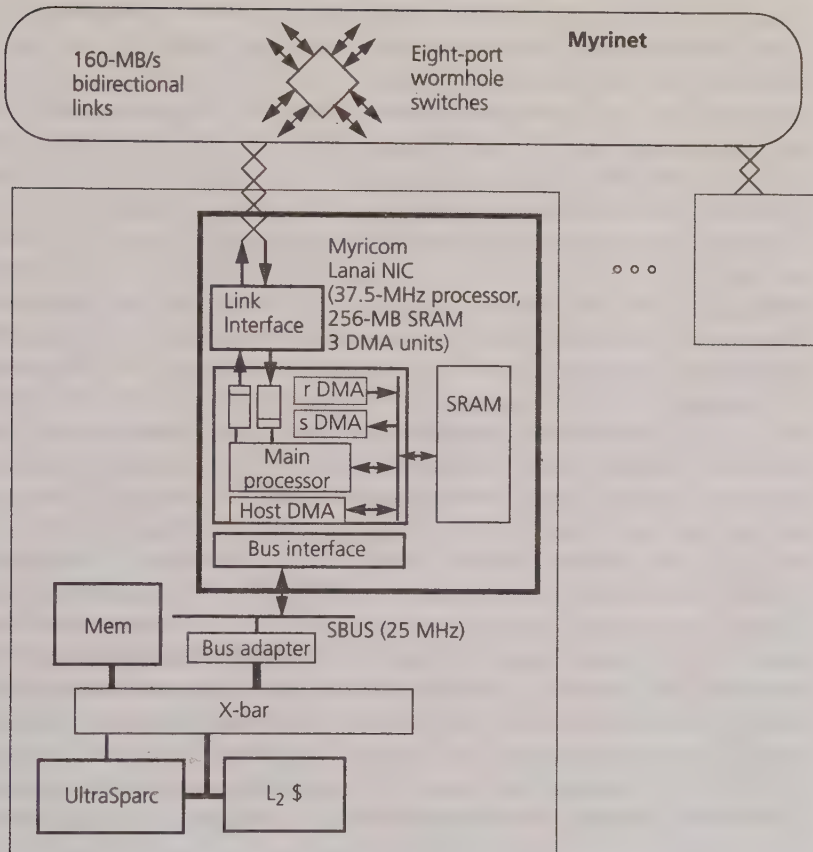 Myrinet
160-MB/s
bidirectional
links
Eight-port
wormhole
switches
Myricom
Lanai NIC
(37.5-MHz processor,
256-MB SRAM
3 DMA units)
Link
Interface
r DMA
s DMA
SRAM
Main
processor
Host DMA
Bus interface
SBUS (25 MHz)
Mem
Bus adapter
X-bar
UltraSparc
L₂ $